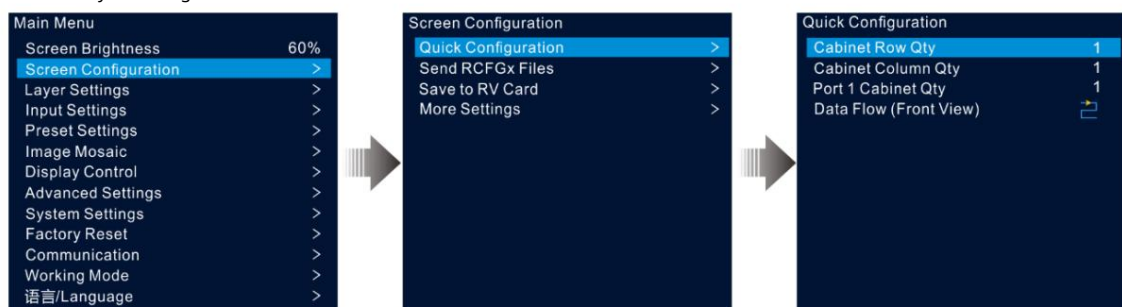 Main Menu
Screen Brightness 60%
Screen Configuration >
Layer Settings >
Input Settings >
Preset Settings >
Image Mosaic >
Display Control >
Advanced Settings >
System Settings >
Factory Reset >
Communication >
Working Mode >
语言/Language >
Screen Configuration
Quick Configuration >
Send RCFGx Files >
Save to RV Card >
More Settings >
Quick Configuration
Cabinet Row Qty 1
Cabinet Column Qty 1
Port 1 Cabinet Qty 1
Data Flow (Front View)